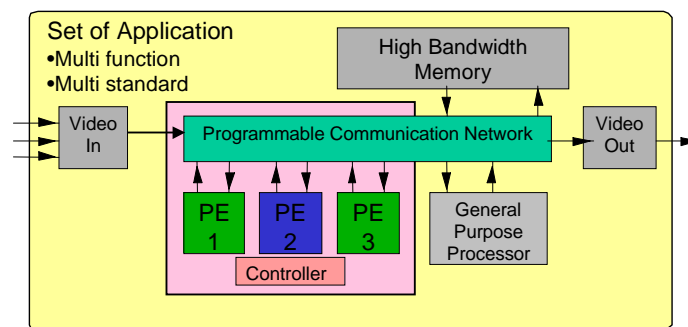 Set of Application
•Multi function
•Multi standard
High Bandwidth
Memory
Video
In
Programmable Communication Network
Video
Out
PE
1
PE
2
PE
3
General
Purpose
Processor
Controller